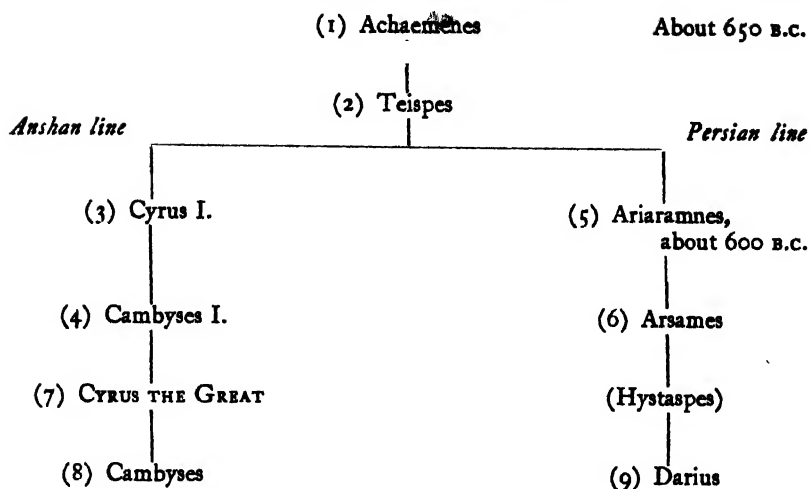 (1) Achaemenes About 650 B.C.
(2) Teispes
Anshan line Persian line
(3) Cyrus I. (5) Ariaramnes,
about 600 B.C.
(4) Cambyses I. (6) Arsames
(7) CYRUS THE GREAT (Hystaspes)
(8) Cambyses (9) Darius